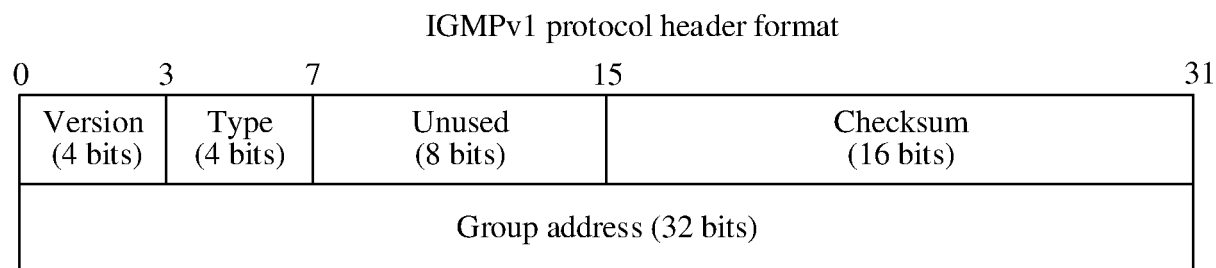 IGMPv1 protocol header format
0 3 7 15 31
Version Type Unused Checksum
(4 bits) (4 bits) (8 bits) (16 bits)
Group address (32 bits)